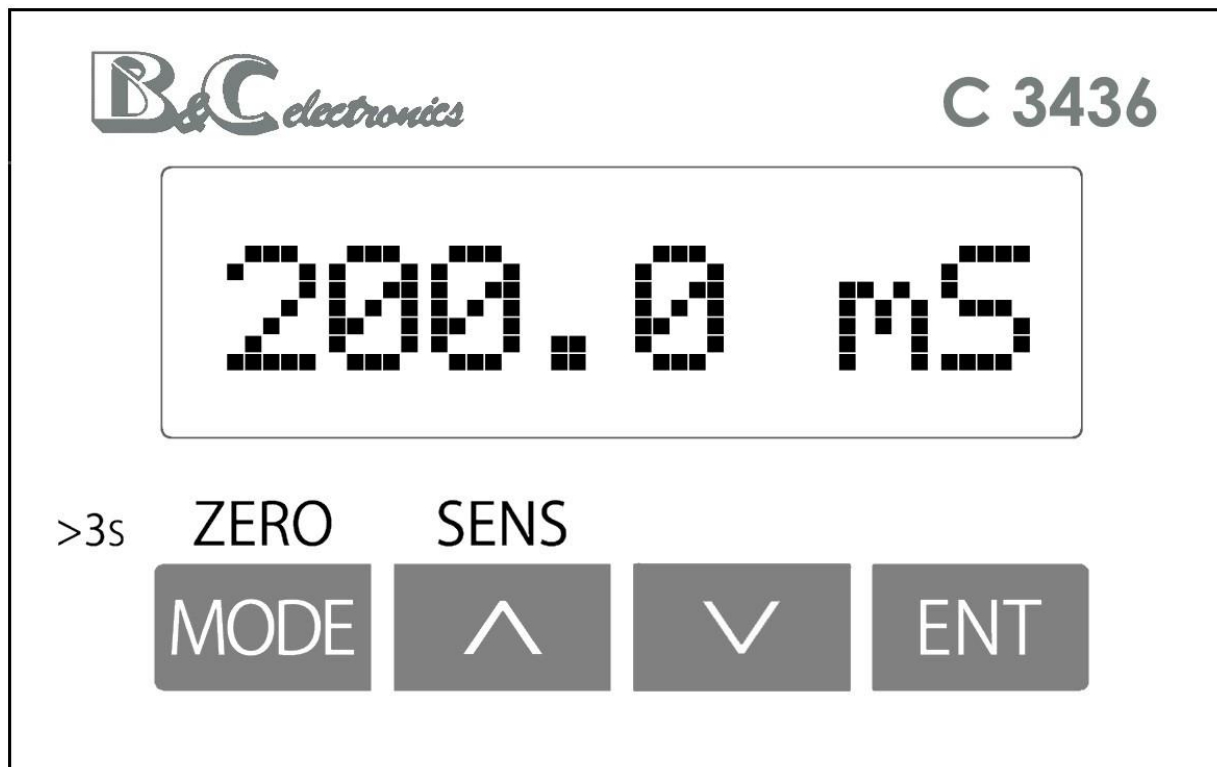 B&C electronics
C 3436
200.0 mS
>3s ZERO SENS
MODE ∧ ∨ ENT